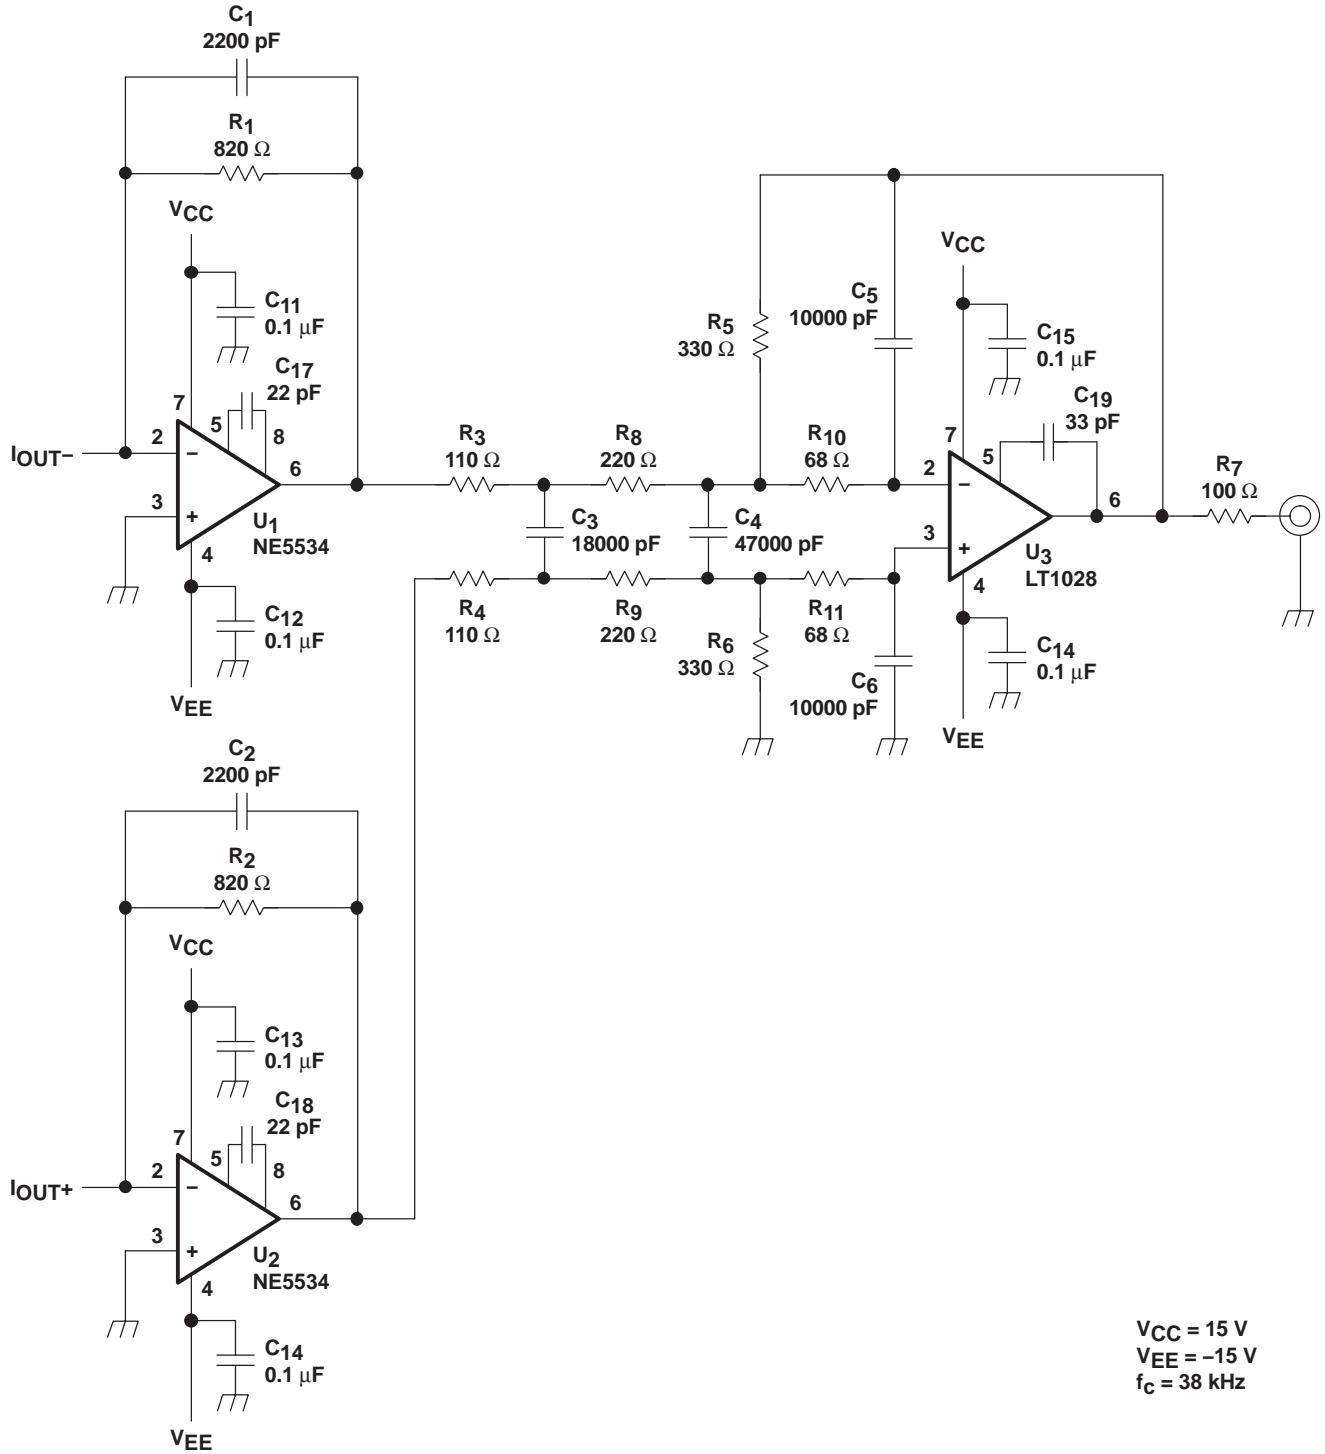 C1
2200 pF
R1
820 Ω
VCC
C11
0.1 μF
C17
22 pF
7
5
8
2
IOUT–
–
6
3
+
U1
NE5534
4
C12
0.1 μF
VEE
R3
110 Ω
R8
220 Ω
R10
68 Ω
C3
18000 pF
C4
47000 pF
R4
110 Ω
R9
220 Ω
R11
68 Ω
R5
330 Ω
C5
10000 pF
R6
330 Ω
C6
10000 pF
VCC
C15
0.1 μF
C19
33 pF
7
5
2
–
6
3
+
U3
LT1028
4
C14
0.1 μF
VEE
R7
100 Ω
C2
2200 pF
R2
820 Ω
VCC
C13
0.1 μF
C18
22 pF
7
5
8
2
IOUT+
–
6
3
+
U2
NE5534
4
C14
0.1 μF
VEE
VCC = 15 V
VEE = –15 V
fC = 38 kHz